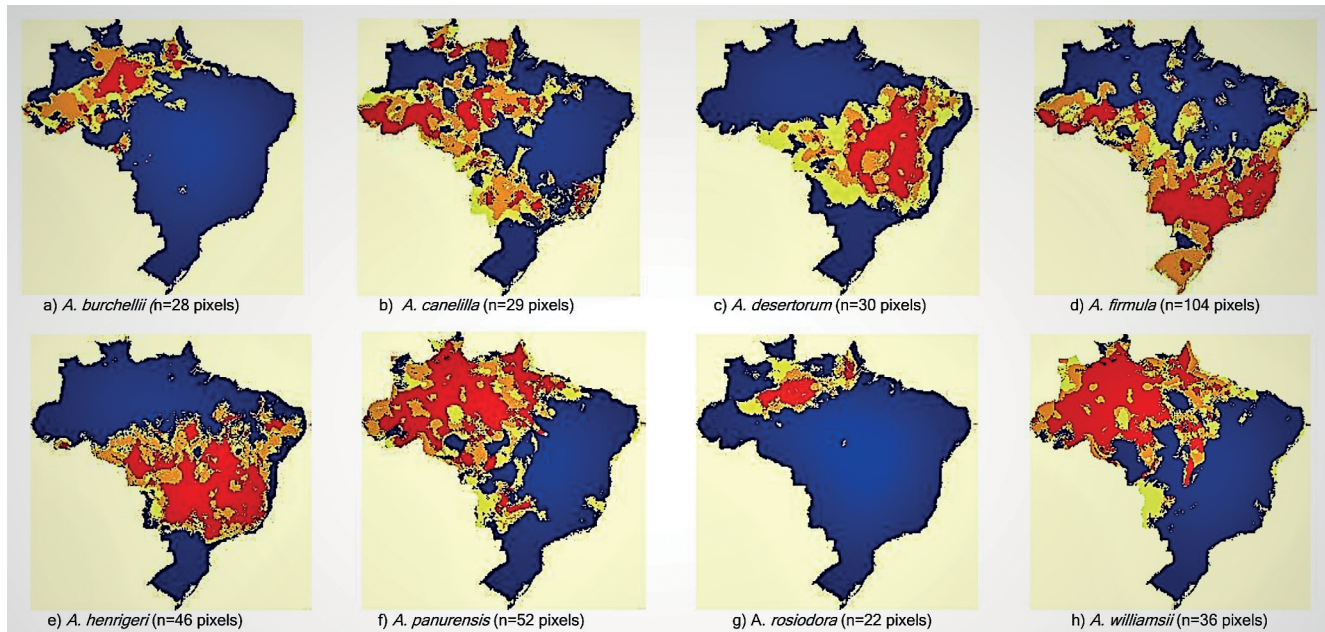 a) A. burchellii (n=28 pixels)
b) A. canelilla (n=29 pixels)
c) A. desertorum (n=30 pixels)
d) A. firmula (n=104 pixels)
e) A. henrigeri (n=46 pixels)
f) A. panurensis (n=52 pixels)
g) A. rosiodora (n=22 pixels)
h) A. williamsii (n=36 pixels)